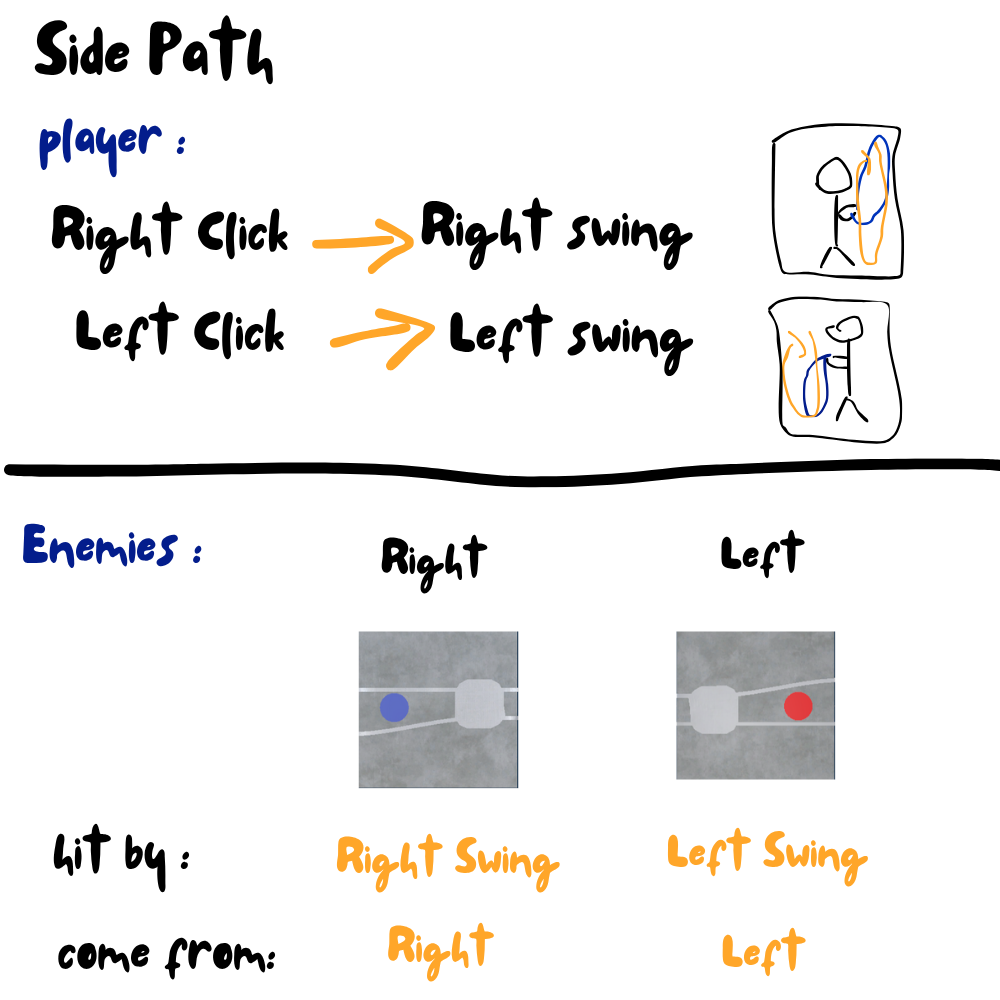 Side Path
player :
Right Click → Right swing
Left Click → Left swing
Enemies : Right Left
hit by : Right Swing Left Swing
come from: Right Left